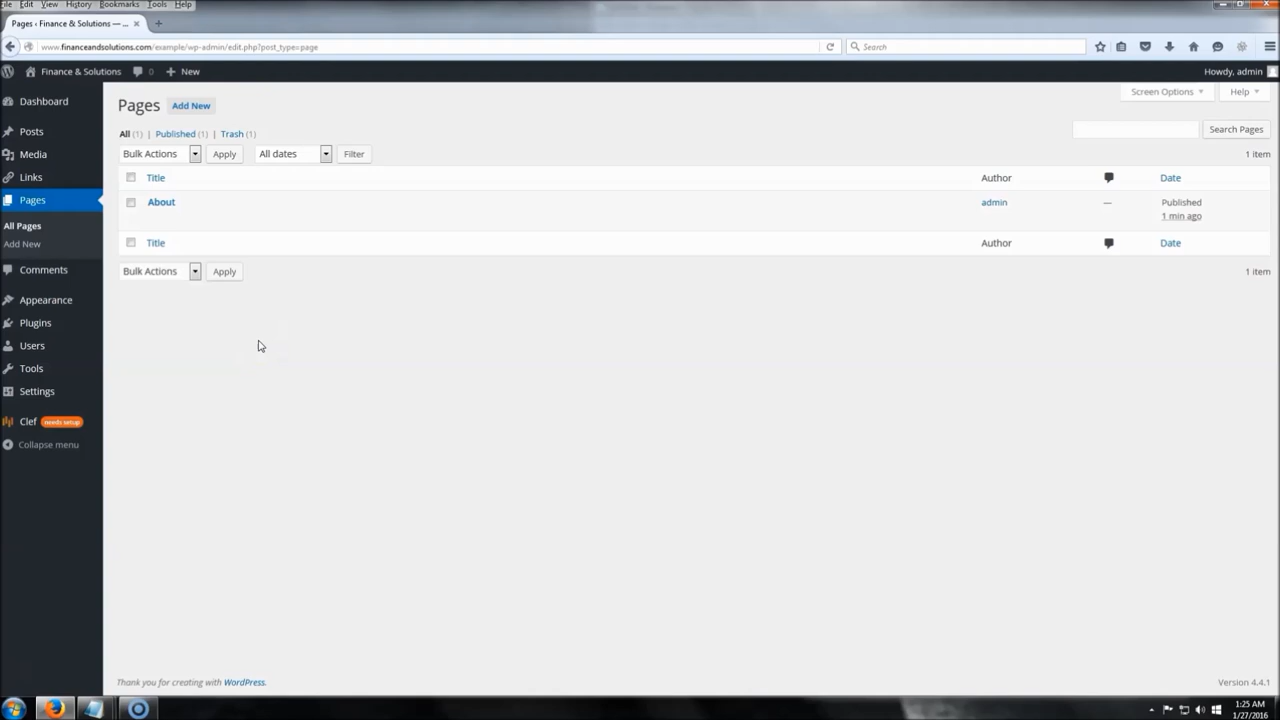 File Edit View History Bookmarks Tools Help
Pages ‹ Finance & Solutions — ...
www.financeandsolutions.com/example/wp-admin/edit.php?post_type=page
Search
Finance & Solutions 0 New
Howdy, admin
Dashboard
Posts
Media
Links
Pages
All Pages
Add New
Comments
Appearance
Plugins
Users
Tools
Settings
Clef needs setup
Collapse menu
Screen Options Help
Pages Add New
All (1) | Published (1) | Trash (1)
Search Pages
Bulk Actions Apply All dates Filter
1 item
Title Author Date
About admin — Published
1 min ago
Title Author Date
Bulk Actions Apply
1 item
Thank you for creating with WordPress.
Version 4.4.1
1:25 AM
1/27/2016